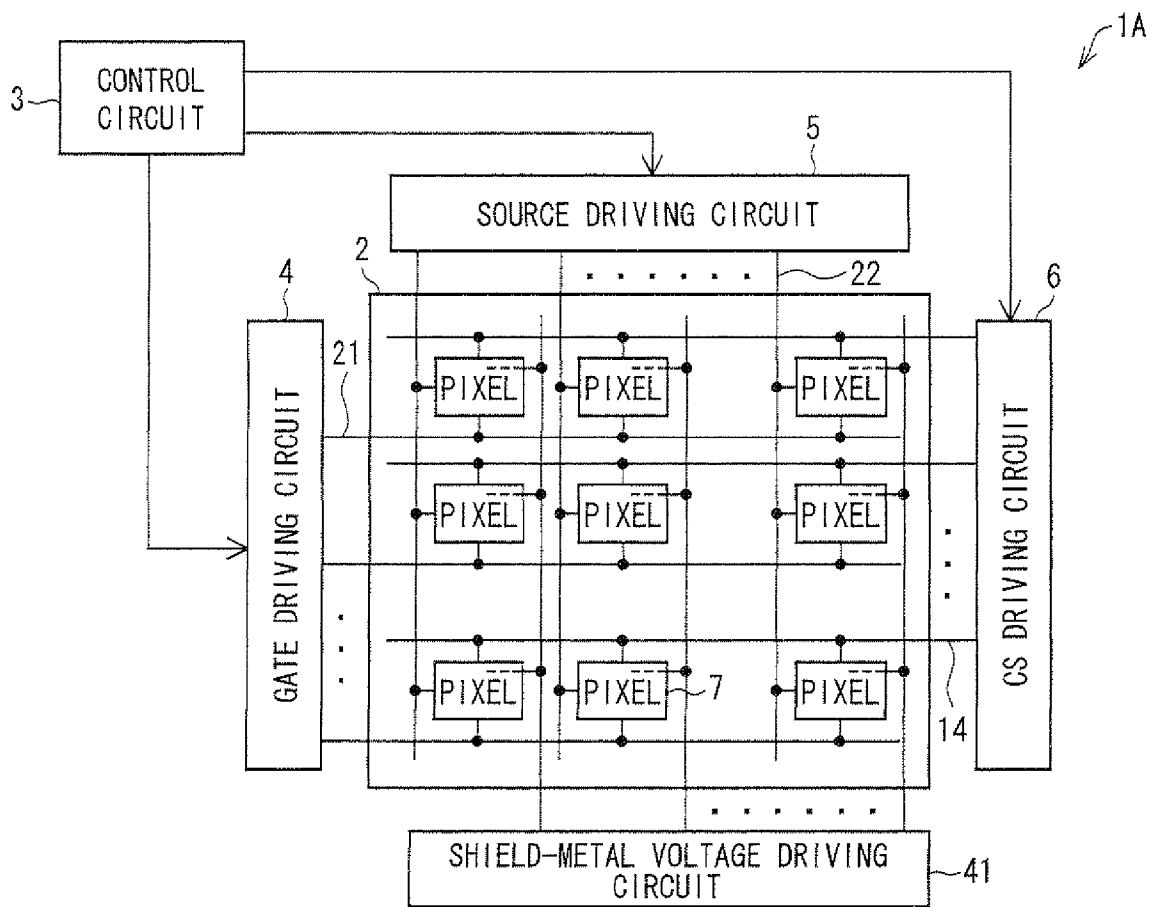 1A
CONTROL
CIRCUIT
3
5
SOURCE DRIVING CIRCUIT
2
22
4
6
21
GATE DRIVING CIRCUIT
PIXEL PIXEL PIXEL
PIXEL PIXEL PIXEL
PIXEL PIXEL PIXEL
7
14
CS DRIVING CIRCUIT
SHIELD-METAL VOLTAGE DRIVING
CIRCUIT
41